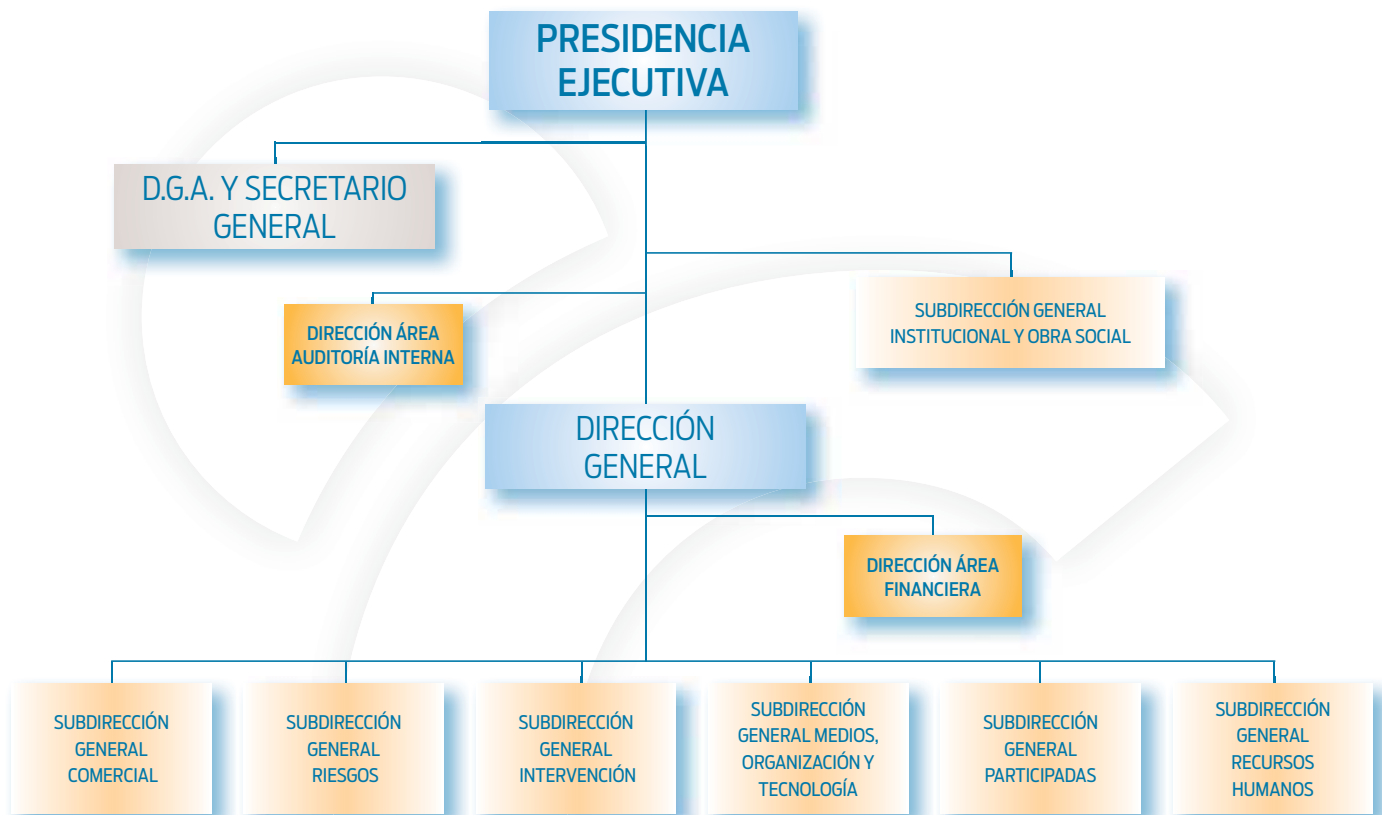 PRESIDENCIA
EJECUTIVA
D.G.A. Y SECRETARIO
GENERAL
SUBDIRECCIÓN GENERAL
INSTITUCIONAL Y OBRA SOCIAL
DIRECCIÓN ÁREA
AUDITORÍA INTERNA
DIRECCIÓN
GENERAL
DIRECCIÓN ÁREA
FINANCIERA
SUBDIRECCIÓN
GENERAL
COMERCIAL
SUBDIRECCIÓN
GENERAL
RIESGOS
SUBDIRECCIÓN
GENERAL
INTERVENCIÓN
SUBDIRECCIÓN
GENERAL MEDIOS,
ORGANIZACIÓN Y
TECNOLOGÍA
SUBDIRECCIÓN
GENERAL
PARTICIPADAS
SUBDIRECCIÓN
GENERAL
RECURSOS
HUMANOS